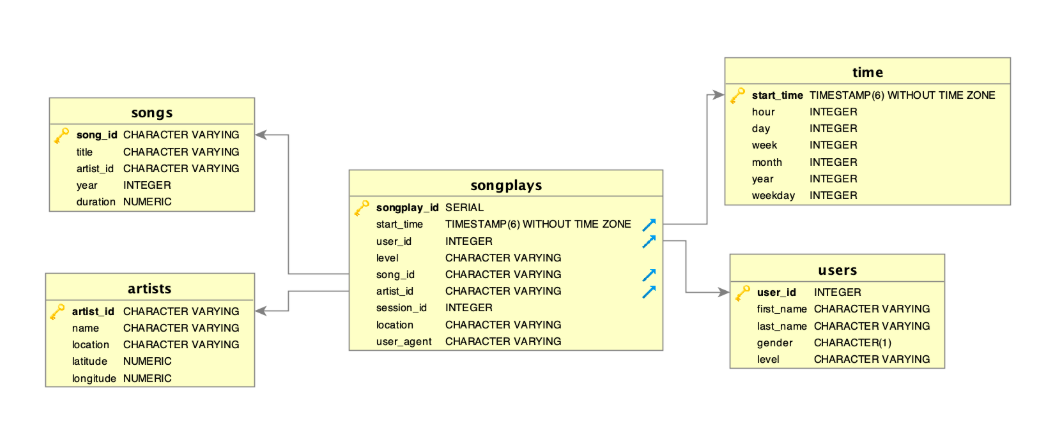 songs
song_id CHARACTER VARYING
title CHARACTER VARYING
artist_id CHARACTER VARYING
year INTEGER
duration NUMERIC
artists
artist_id CHARACTER VARYING
name CHARACTER VARYING
location CHARACTER VARYING
latitude NUMERIC
longitude NUMERIC
songplays
songplay_id SERIAL
start_time TIMESTAMP(6) WITHOUT TIME ZONE
user_id INTEGER
level CHARACTER VARYING
song_id CHARACTER VARYING
artist_id CHARACTER VARYING
session_id INTEGER
location CHARACTER VARYING
user_agent CHARACTER VARYING
time
start_time TIMESTAMP(6) WITHOUT TIME ZONE
hour INTEGER
day INTEGER
week INTEGER
month INTEGER
year INTEGER
weekday INTEGER
users
user_id INTEGER
first_name CHARACTER VARYING
last_name CHARACTER VARYING
gender CHARACTER(1)
level CHARACTER VARYING